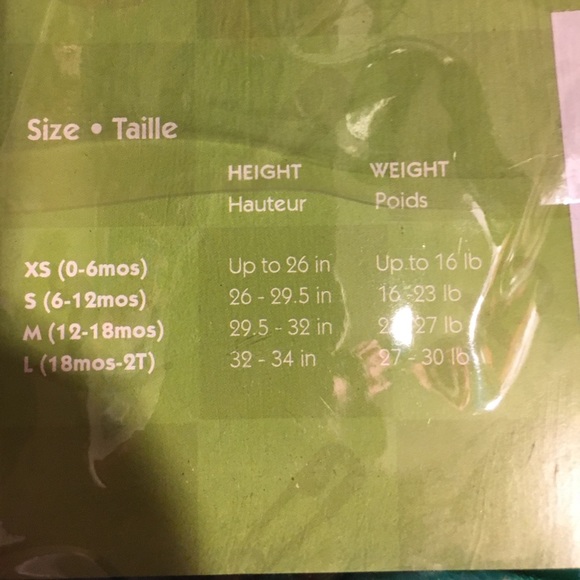 Size • Taille
HEIGHT WEIGHT
Hauteur Poids
XS (0-6mos) Up to 26 in Up to 16 lb
S (6-12mos) 26 - 29.5 in 16 -23 lb
M (12-18mos) 29.5 - 32 in 27 lb
L (18mos-2T) 32 - 34 in 27 - 30 lb